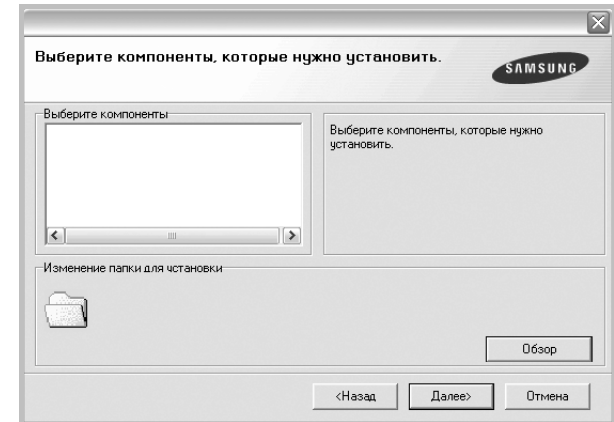 Выберите компоненты, которые нужно установить.
SAMSUNG
Выберите компоненты
Выберите компоненты, которые нужно
установить.
Изменение папки для установки
Обзор
<Назад
Далее>
Отмена